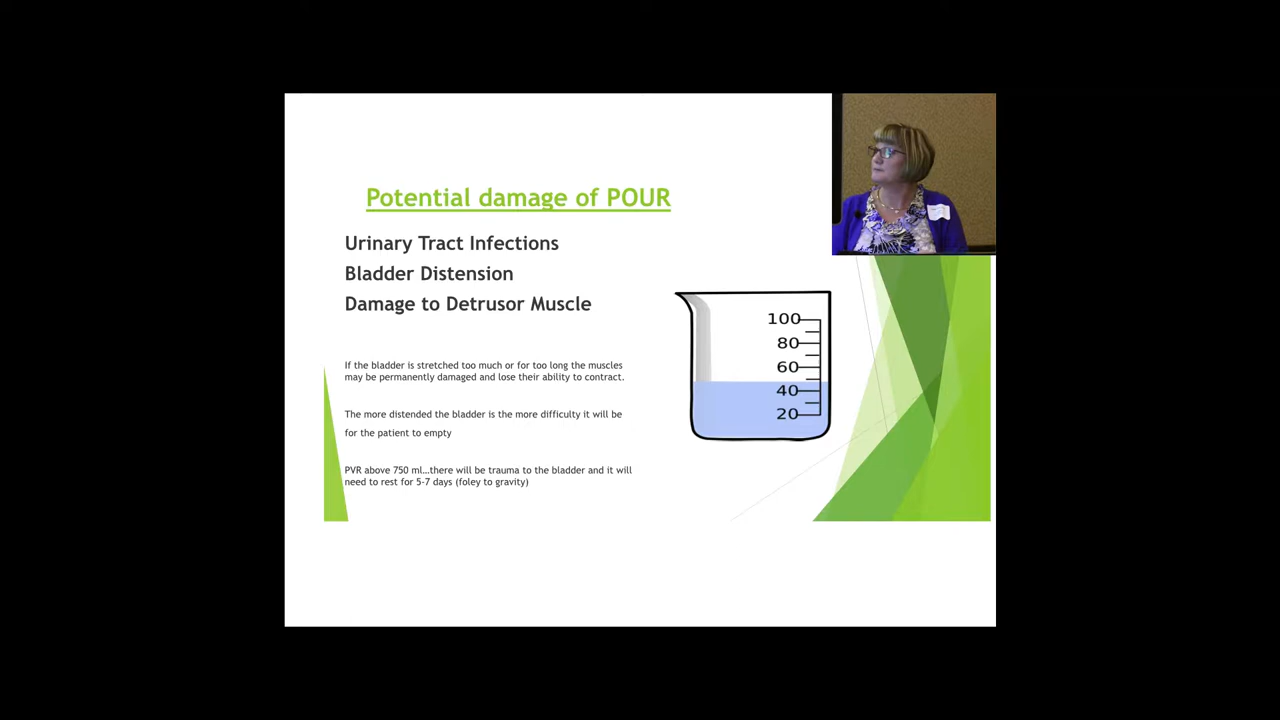 Potential damage of POUR
Urinary Tract Infections
Bladder Distension
Damage to Detrusor Muscle
If the bladder is stretched too much or for too long the muscles
may be permanently damaged and lose their ability to contract.
The more distended the bladder is the more difficulty it will be
for the patient to empty
PVR above 750 ml…there will be trauma to the bladder and it will
need to rest for 5-7 days (foley to gravity)
100
80
60
40
20